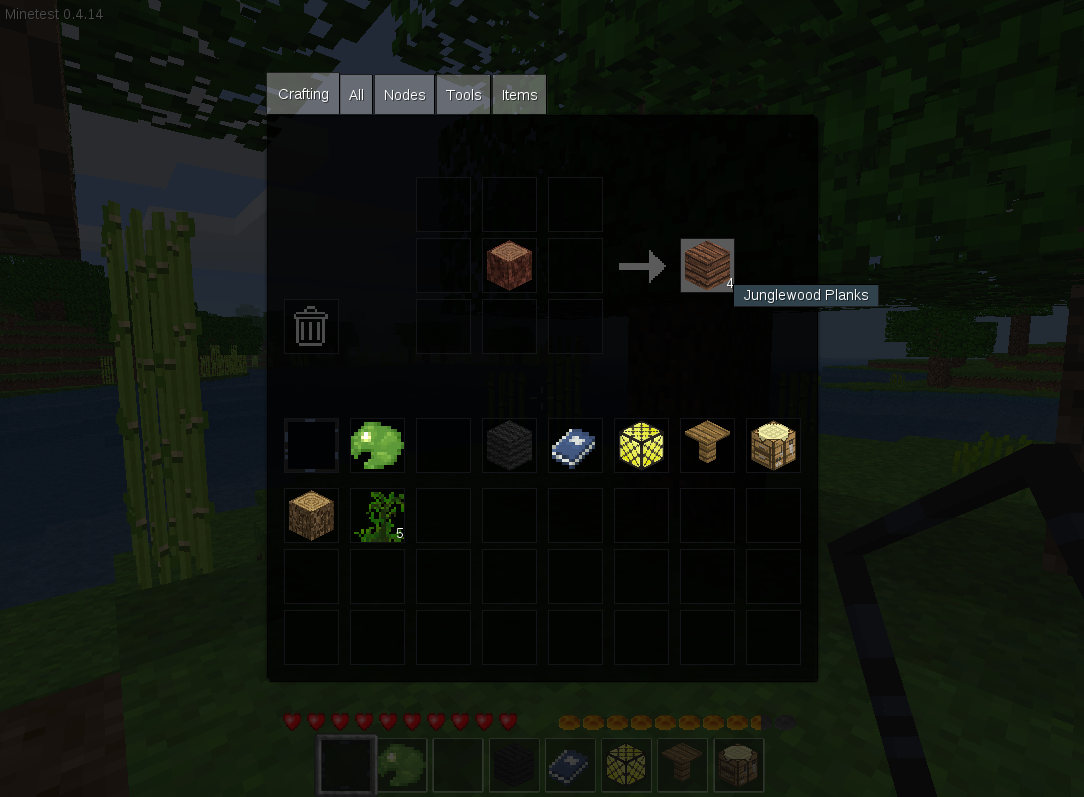 Minetest 0.4.14
Crafting All Nodes Tools Items
4
Junglewood Planks
5